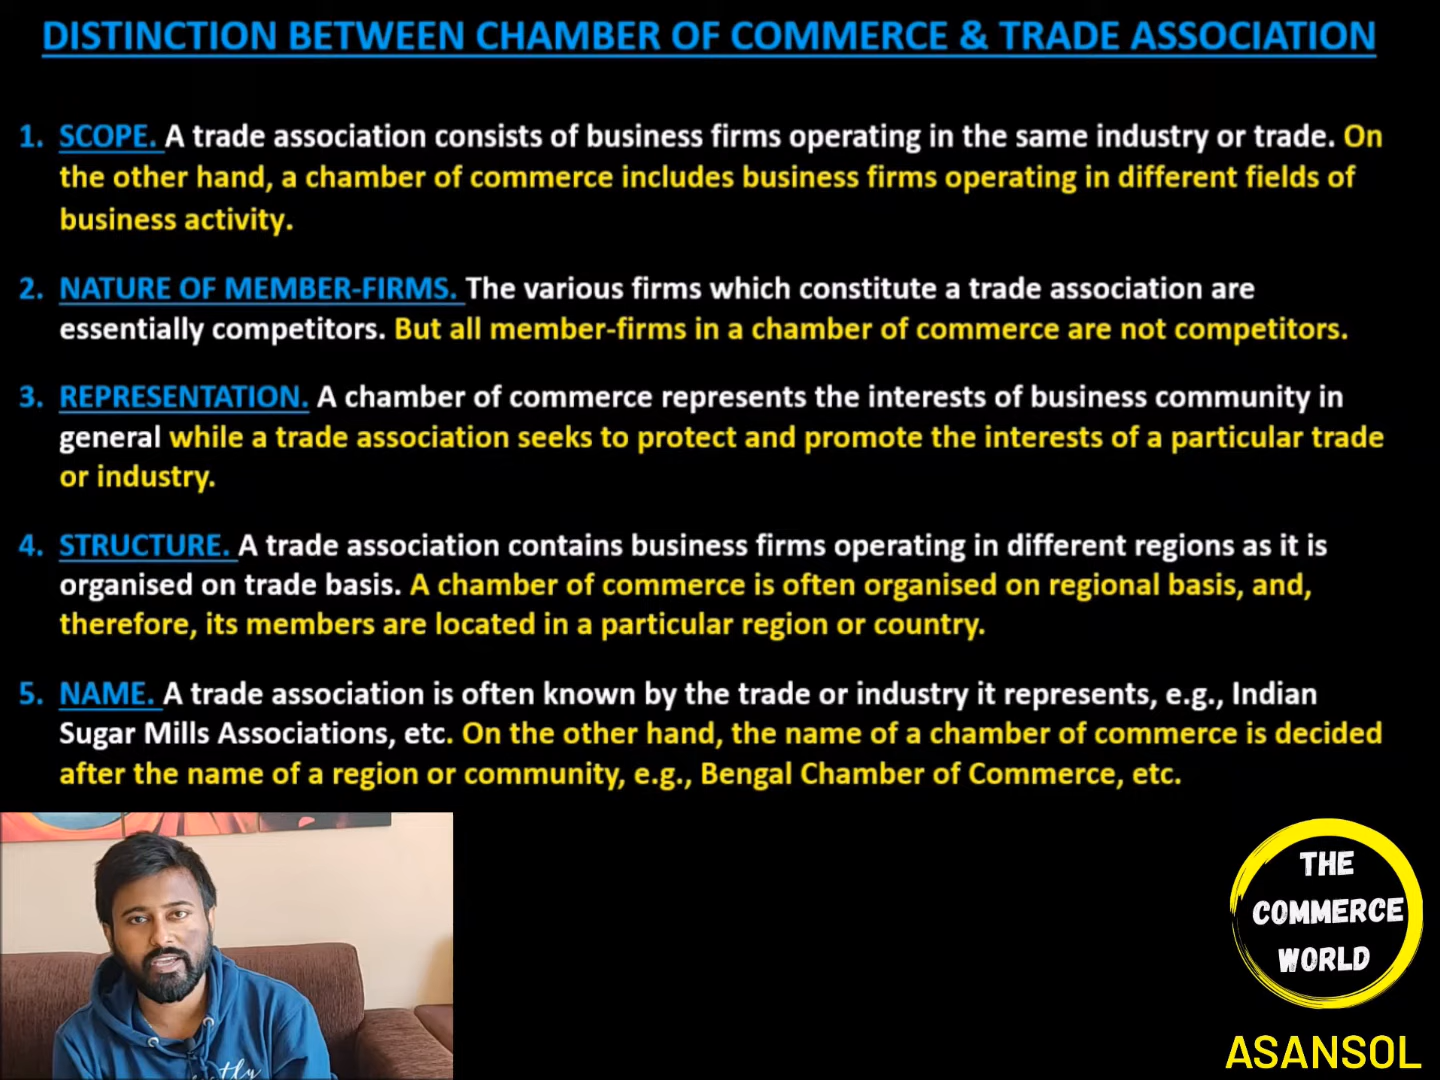 DISTINCTION BETWEEN CHAMBER OF COMMERCE & TRADE ASSOCIATION
1. SCOPE. A trade association consists of business firms operating in the same industry or trade. On
the other hand, a chamber of commerce includes business firms operating in different fields of
business activity.
2. NATURE OF MEMBER-FIRMS. The various firms which constitute a trade association are
essentially competitors. But all member-firms in a chamber of commerce are not competitors.
3. REPRESENTATION. A chamber of commerce represents the interests of business community in
general while a trade association seeks to protect and promote the interests of a particular trade
or industry.
4. STRUCTURE. A trade association contains business firms operating in different regions as it is
organised on trade basis. A chamber of commerce is often organised on regional basis, and,
therefore, its members are located in a particular region or country.
5. NAME. A trade association is often known by the trade or industry it represents, e.g., Indian
Sugar Mills Associations, etc. On the other hand, the name of a chamber of commerce is decided
after the name of a region or community, e.g., Bengal Chamber of Commerce, etc.
THE
COMMERCE
WORLD
ASANSOL